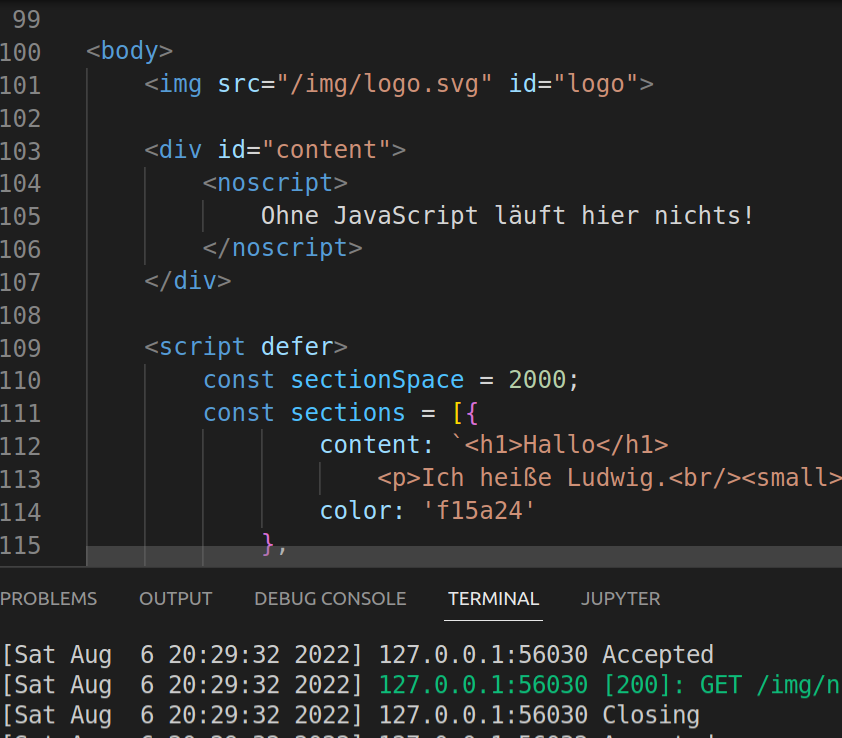 99
100 <body>
101 <img src="/img/logo.svg" id="logo">
102
103 <div id="content">
104 <noscript>
105 Ohne JavaScript läuft hier nichts!
106 </noscript>
107 </div>
108
109 <script defer>
110 const sectionSpace = 2000;
111 const sections = [{
112 content: `<h1>Hallo</h1>
113 <p>Ich heiße Ludwig.<br/><small>
114 color: 'f15a24'
115 },
PROBLEMS OUTPUT DEBUG CONSOLE TERMINAL JUPYTER
[Sat Aug  6 20:29:32 2022] 127.0.0.1:56030 Accepted
[Sat Aug  6 20:29:32 2022] 127.0.0.1:56030 [200]: GET /img/n
[Sat Aug  6 20:29:32 2022] 127.0.0.1:56030 Closing